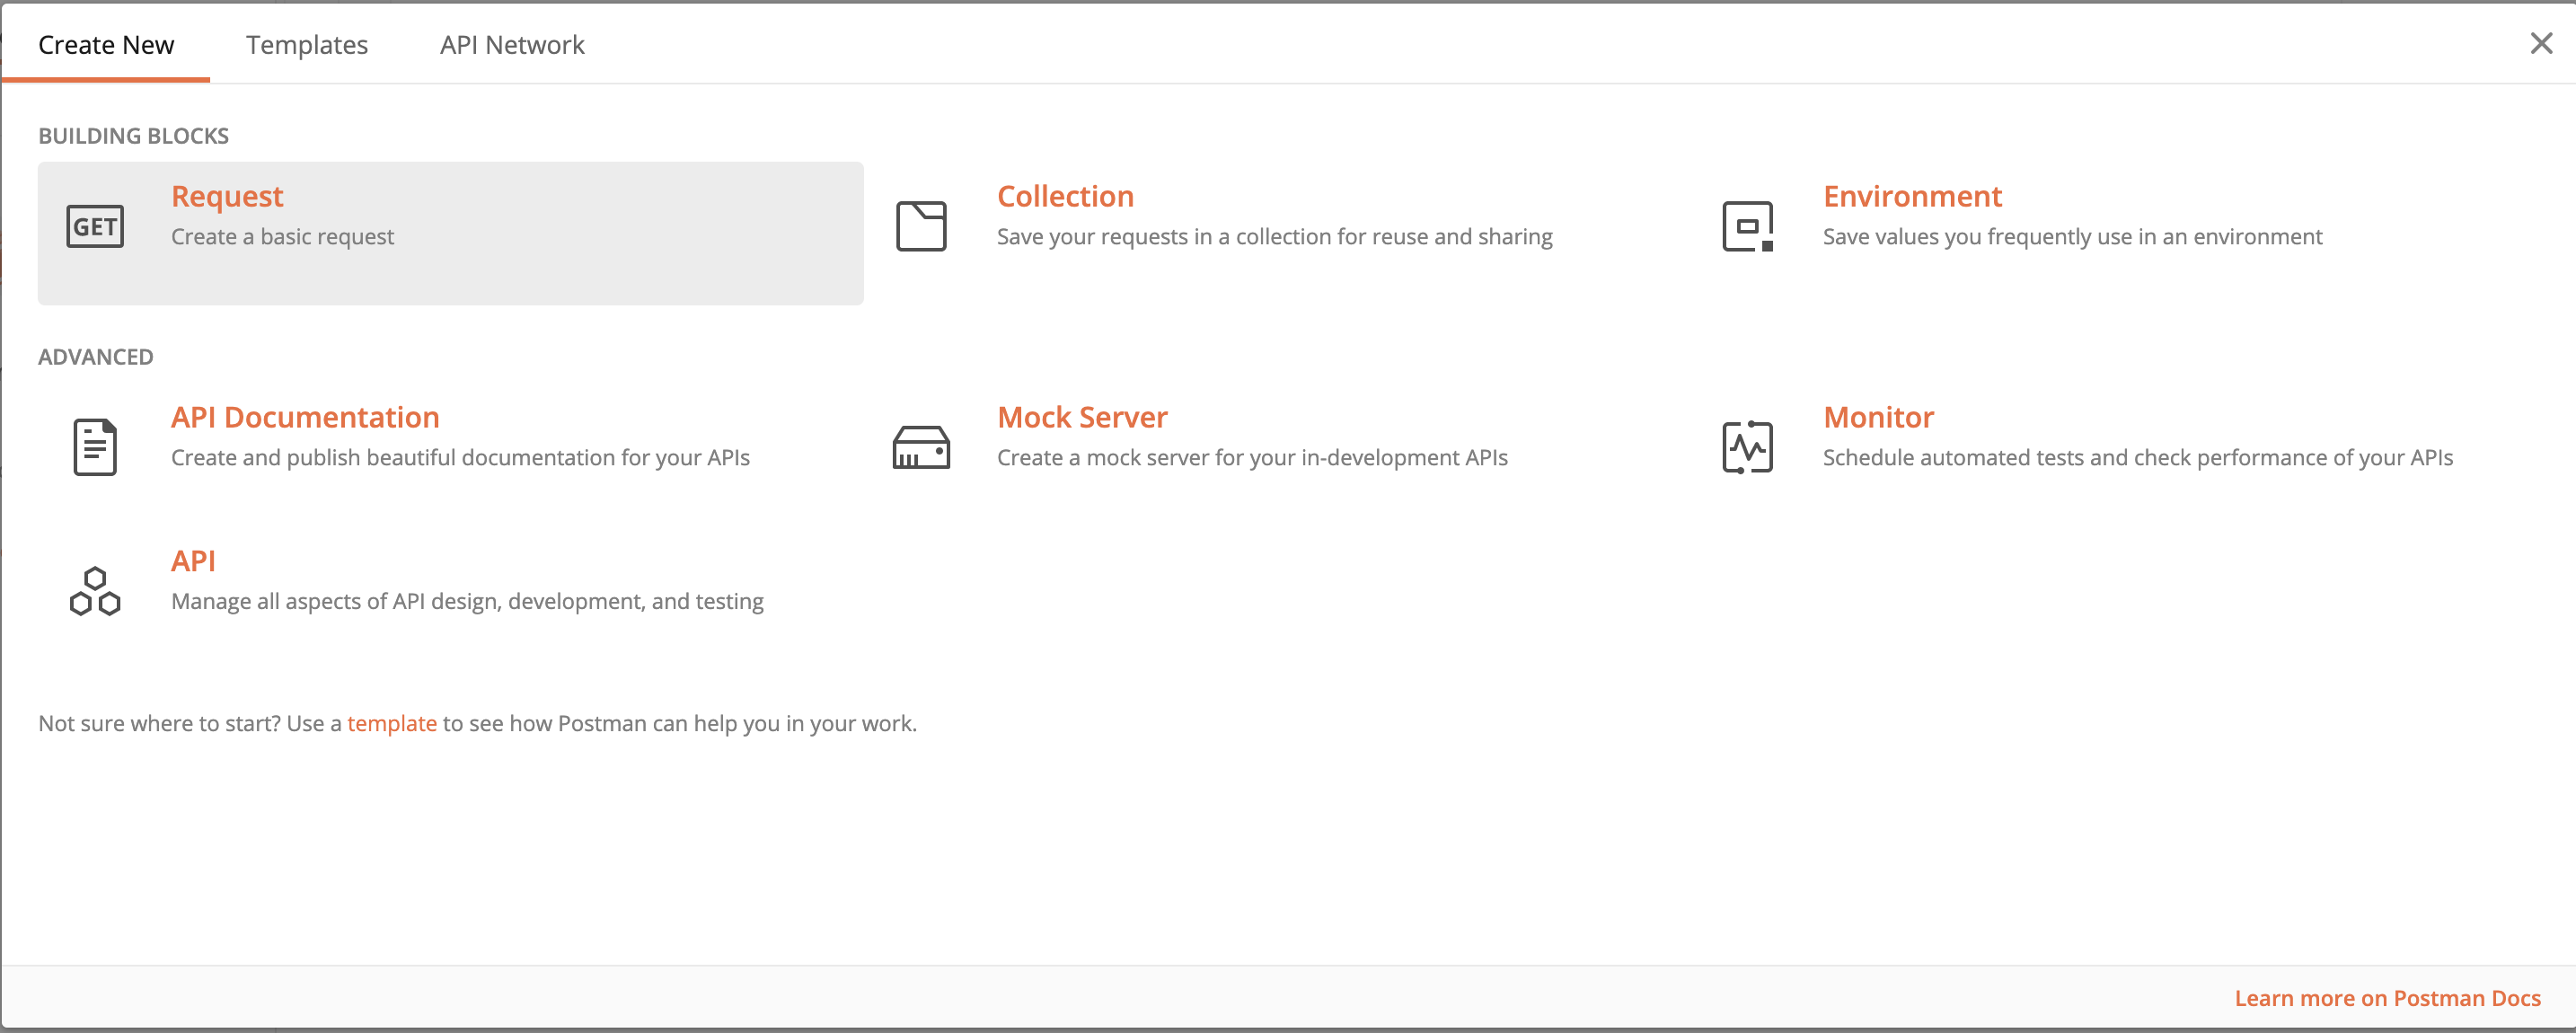 Create New
Templates
API Network
BUILDING BLOCKS
GET
Request
Create a basic request
Collection
Save your requests in a collection for reuse and sharing
Environment
Save values you frequently use in an environment
ADVANCED
API Documentation
Create and publish beautiful documentation for your APIs
Mock Server
Create a mock server for your in-development APIs
Monitor
Schedule automated tests and check performance of your APIs
API
Manage all aspects of API design, development, and testing
Not sure where to start? Use a template to see how Postman can help you in your work.
Learn more on Postman Docs